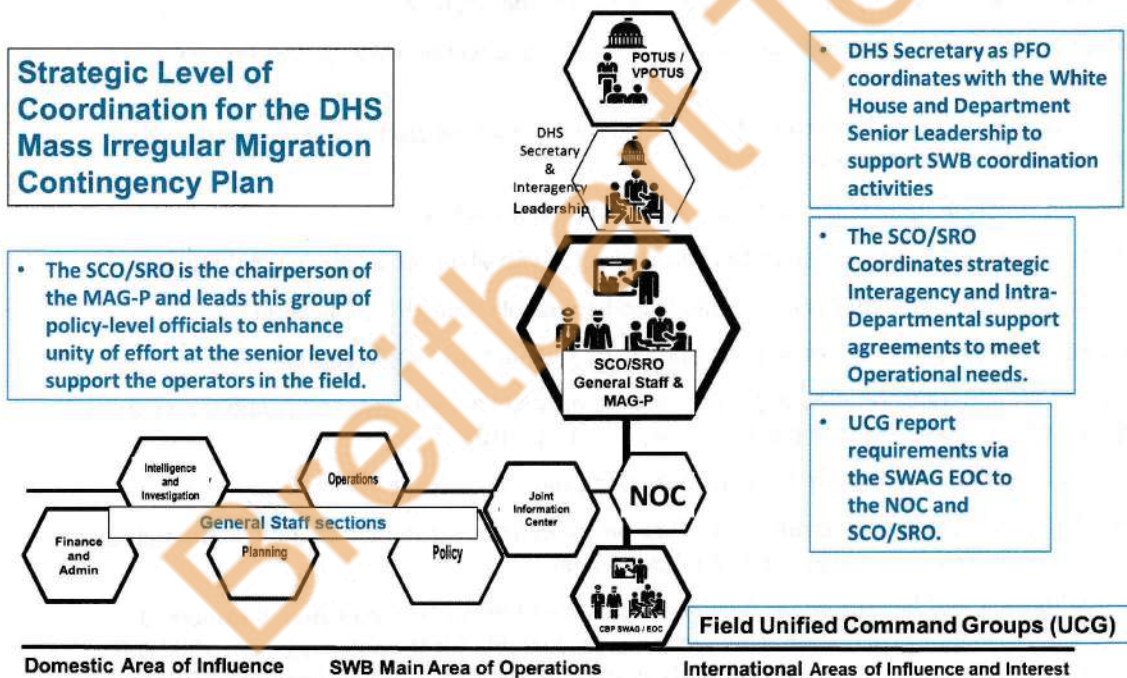 Strategic Level of
Coordination for the DHS
Mass Irregular Migration
Contingency Plan
POTUS /
VPOTUS
DHS
Secretary
&
Interagency
Leadership
• DHS Secretary as PFO
coordinates with the White
House and Department
Senior Leadership to
support SWB coordination
activities
• The SCO/SRO is the chairperson of
the MAG-P and leads this group of
policy-level officials to enhance
unity of effort at the senior level to
support the operators in the field.
SCO/SRO
General Staff &
MAG-P
• The SCO/SRO
Coordinates strategic
Interagency and Intra-
Departmental support
agreements to meet
Operational needs.
• UCG report
requirements via
the SWAG EOC to
the NOC and
SCO/SRO.
Intelligence
and
Investigation
Operations
Joint
Information
Center
NOC
General Staff sections
Finance
and
Admin
Planning
Policy
CBP SWAG / EOC
Field Unified Command Groups (UCG)
Domestic Area of Influence
SWB Main Area of Operations
International Areas of Influence and Interest
Breitbart